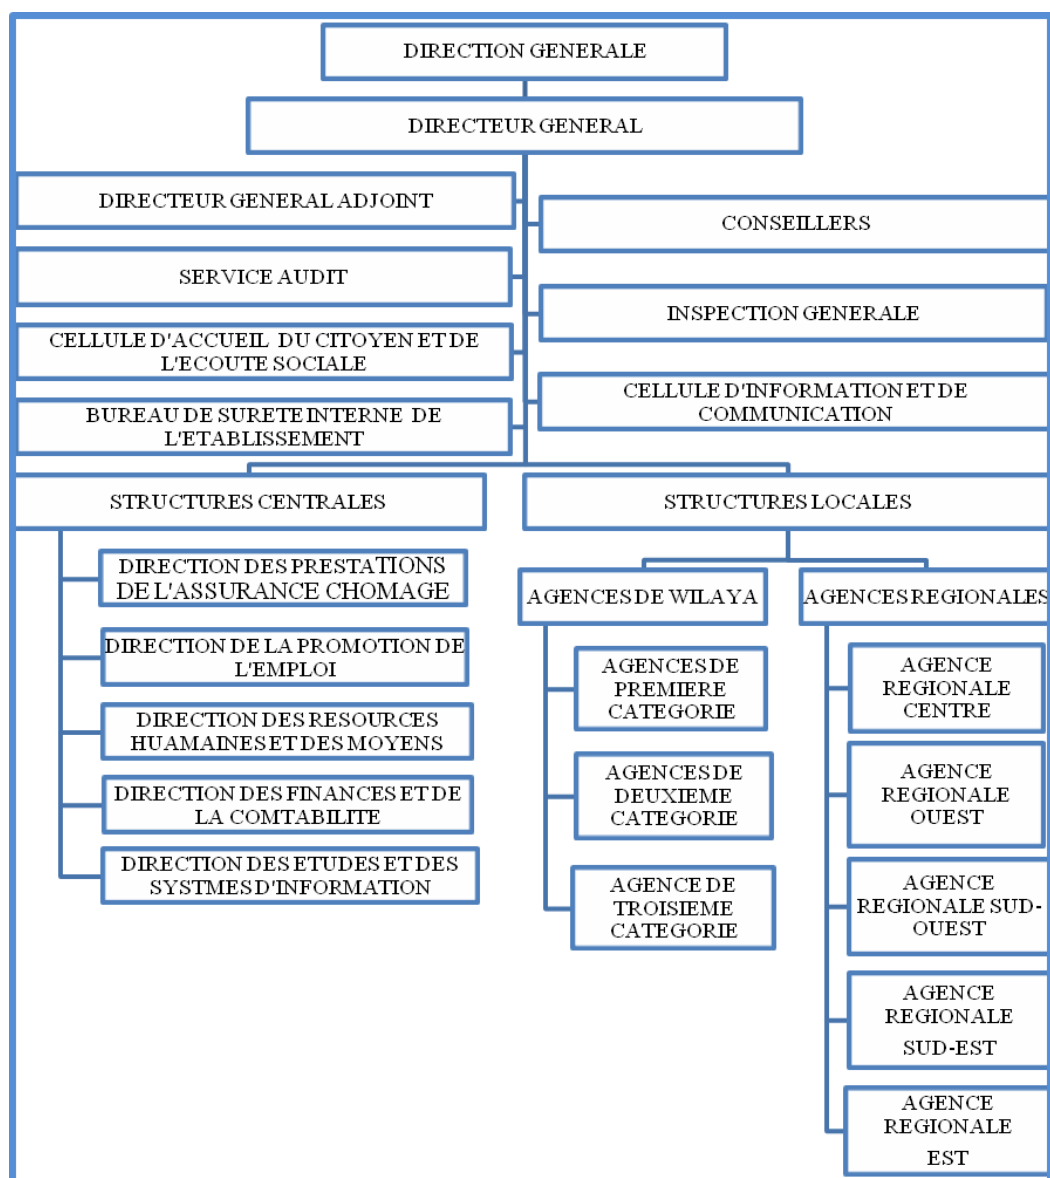 DIRECTION GENERALE
DIRECTEUR GENERAL
DIRECTEUR GENERAL ADJOINT
CONSEILLERS
SERVICE AUDIT
INSPECTION GENERALE
CELLULE D'ACCUEIL DU CITOYEN ET DE
L'ECOUTE SOCIALE
CELLULE D'INFORMATION ET DE
COMMUNICATION
BUREAU DE SURETE INTERNE DE
L'ETABLISSEMENT
STRUCTURES CENTRALES
STRUCTURES LOCALES
DIRECTION DES PRESTATIONS
DE L'ASSURANCE CHOMAGE
DIRECTION DE LA PROMOTION DE
L'EMPLOI
DIRECTION DES RESOURCES
HUAMAINES ET DES MOYENS
DIRECTION DES FINANCES ET DE
LA COMTABILITE
DIRECTION DES ETUDES ET DES
SYSTMES D'INFORMATION
AGENCES DE WILAYA
AGENCES DE
PREMIERE
CATEGORIE
AGENCES DE
DEUXIEME
CATEGORIE
AGENCE DE
TROISIEME
CATEGORIE
AGENCES REGIONALES
AGENCE
REGIONALE
CENTRE
AGENCE
REGIONALE
OUEST
AGENCE
REGIONALE SUD-
OUEST
AGENCE
REGIONALE
SUD-EST
AGENCE
REGIONALE
EST